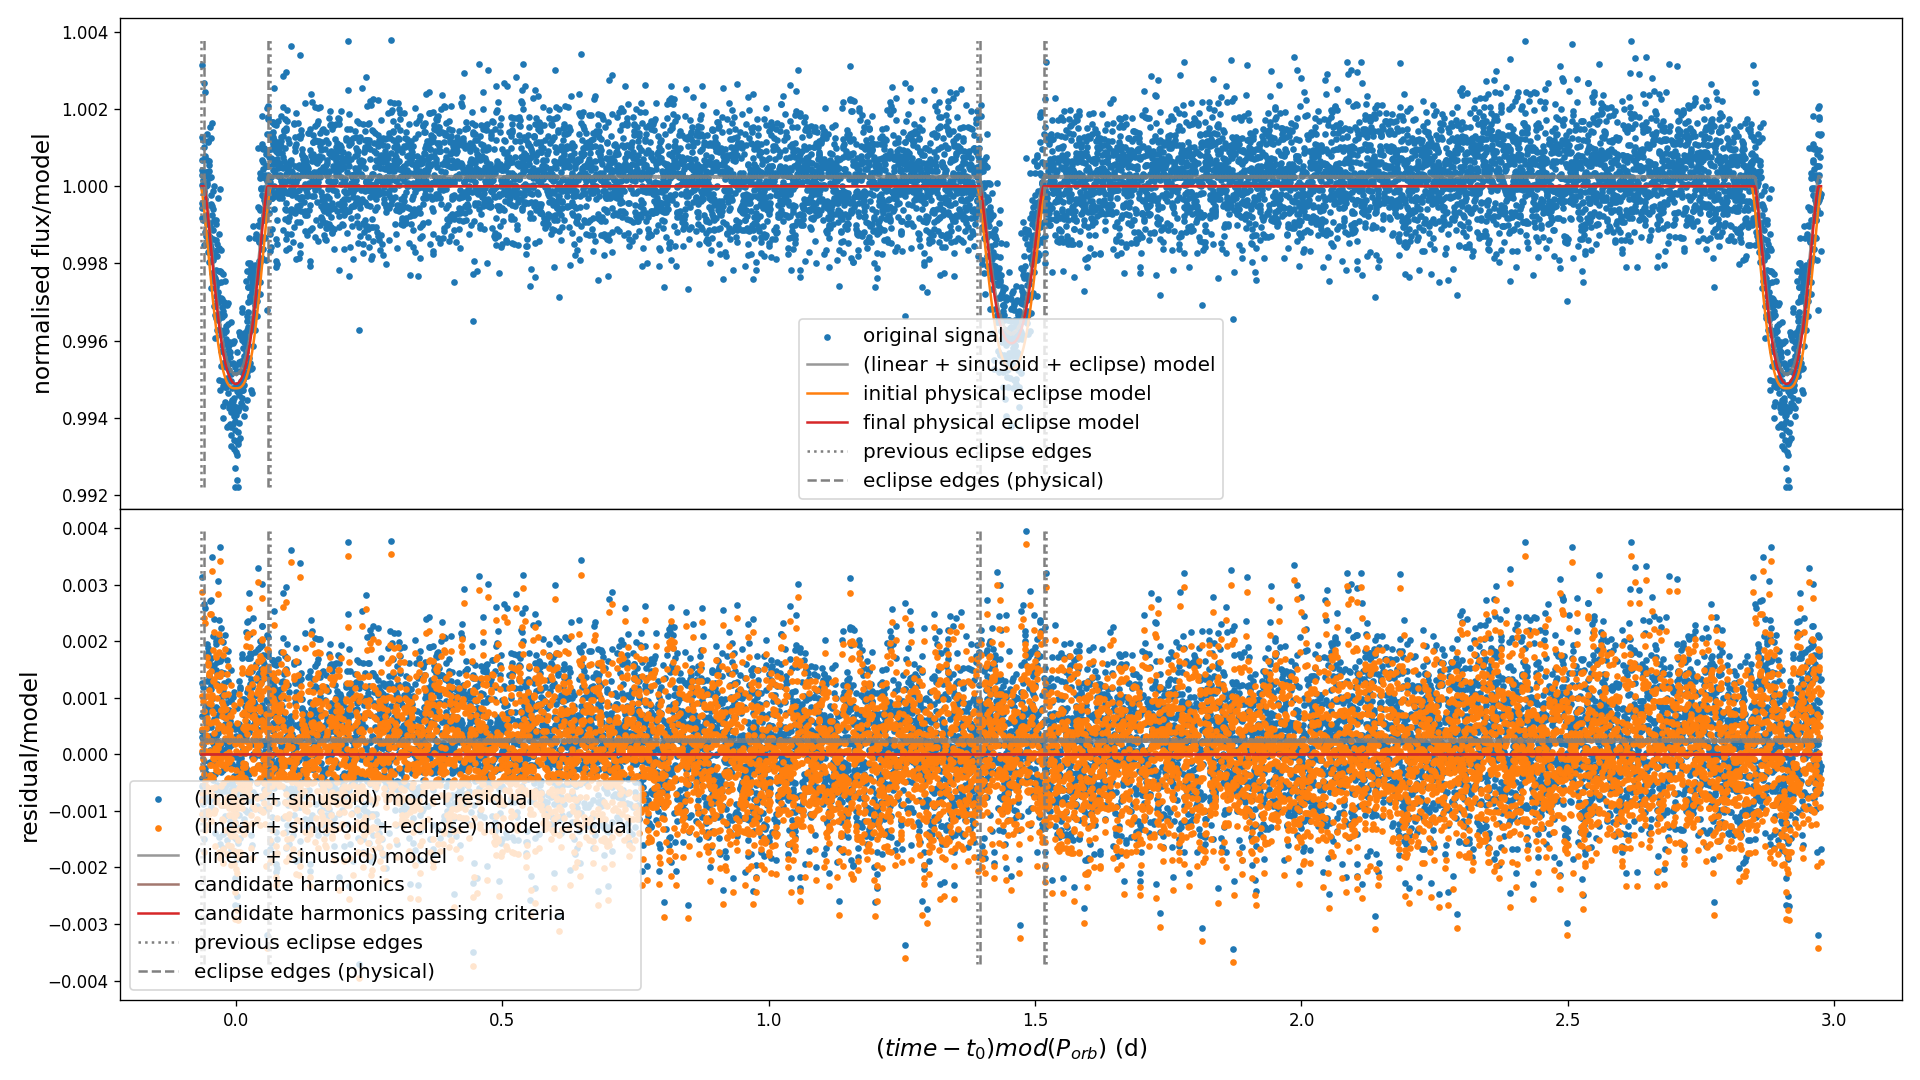 1.004
1.002
1.000
0.998
0.996
0.994
0.992
normalised flux/model
original signal
(linear + sinusoid + eclipse) model
initial physical eclipse model
final physical eclipse model
previous eclipse edges
eclipse edges (physical)
0.004
0.003
0.002
0.001
0.000
−0.001
−0.002
−0.003
−0.004
residual/model
(linear + sinusoid) model residual
(linear + sinusoid + eclipse) model residual
(linear + sinusoid) model
candidate harmonics
candidate harmonics passing criteria
previous eclipse edges
eclipse edges (physical)
0.0 0.5 1.0 1.5 2.0 2.5 3.0
(time − t₀)mod(Pₒᵣb) (d)